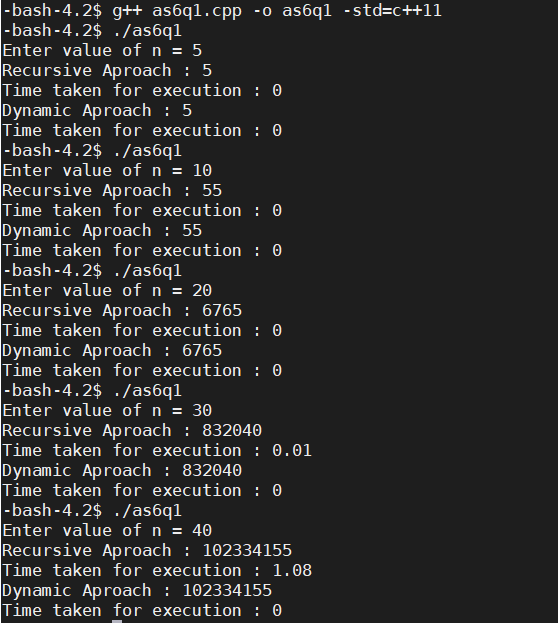 -bash-4.2$ g++ as6q1.cpp -o as6q1 -std=c++11
-bash-4.2$ ./as6q1
Enter value of n = 5
Recursive Aproach : 5
Time taken for execution : 0
Dynamic Aproach : 5
Time taken for execution : 0
-bash-4.2$ ./as6q1
Enter value of n = 10
Recursive Aproach : 55
Time taken for execution : 0
Dynamic Aproach : 55
Time taken for execution : 0
-bash-4.2$ ./as6q1
Enter value of n = 20
Recursive Aproach : 6765
Time taken for execution : 0
Dynamic Aproach : 6765
Time taken for execution : 0
-bash-4.2$ ./as6q1
Enter value of n = 30
Recursive Aproach : 832040
Time taken for execution : 0.01
Dynamic Aproach : 832040
Time taken for execution : 0
-bash-4.2$ ./as6q1
Enter value of n = 40
Recursive Aproach : 102334155
Time taken for execution : 1.08
Dynamic Aproach : 102334155
Time taken for execution : 0